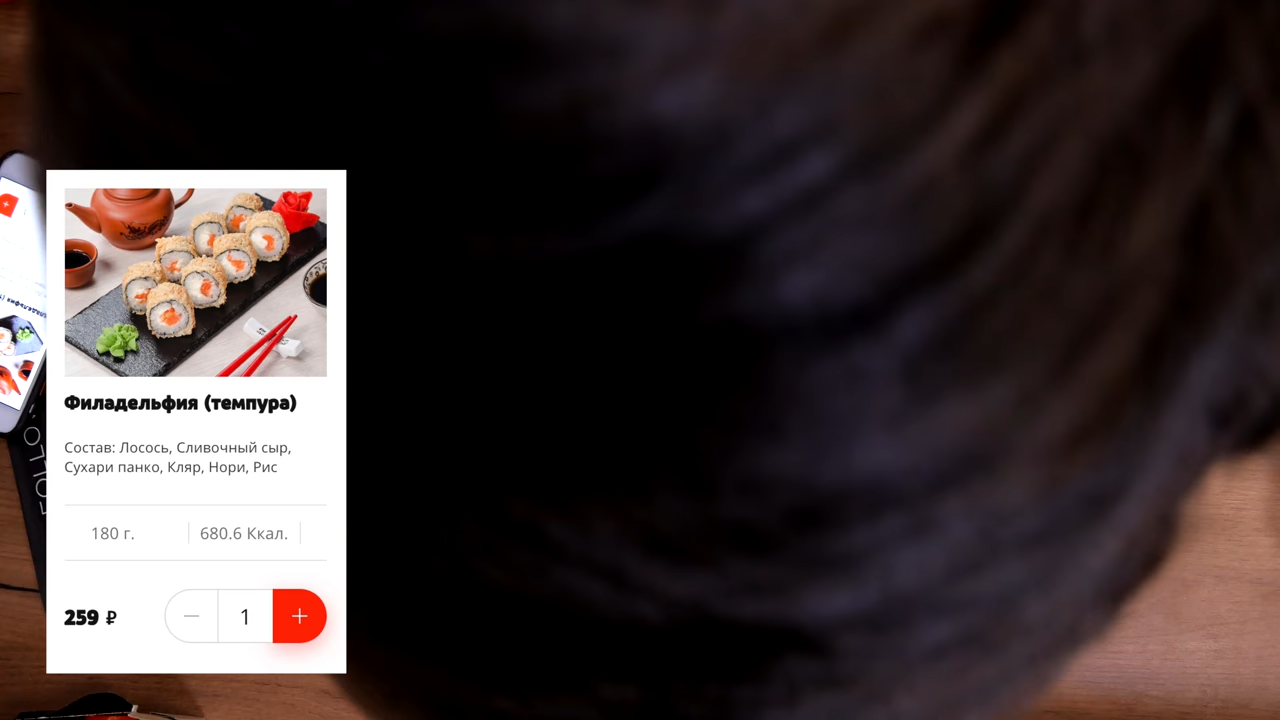 Филадельфия (темпура)
Состав: Лосось, Сливочный сыр,
Сухари панко, Кляр, Нори, Рис
180 г.
680.6 Ккал.
259 ₽
− 1 +